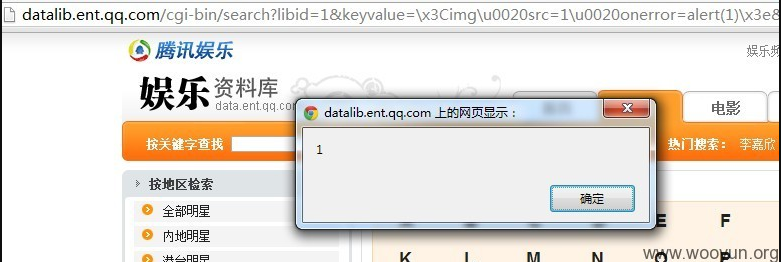 datalib.ent.qq.com/cgi-bin/search?libid=1&keyvalue=\x3Cimg\u0020src=1\u0020onerror=alert(1)\x3e8
腾讯娱乐
娱乐频
娱乐资料库
data.ent.qq.com
电影
datalib.ent.qq.com 上的网页显示：
1
确定
按关键字查找
热门搜索： 李嘉欣
按地区检索
全部明星
内地明星
港台明星
E F
K L M N O P
www.wooyun.org